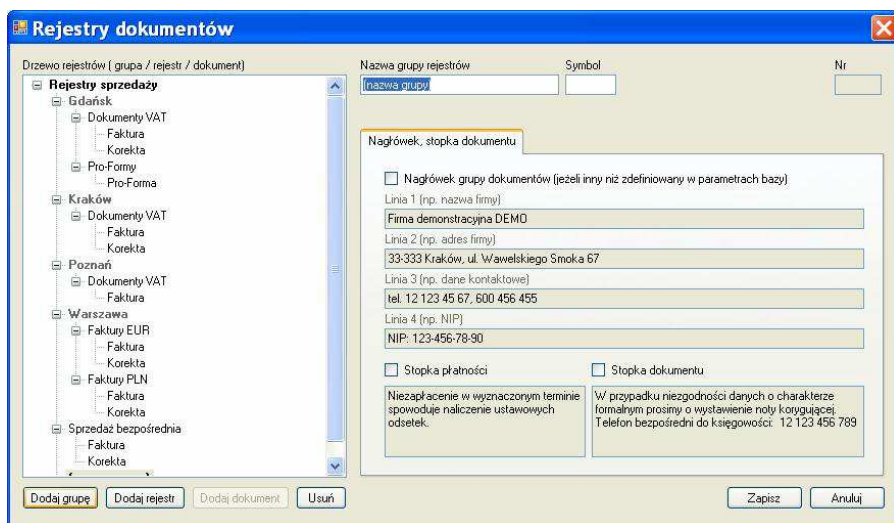 Rejestry dokumentów
Drzewo rejestrów ( grupa / rejestr / dokument)
Rejestry sprzedaży
Gdańsk
Dokumenty VAT
Faktura
Korekta
Pro-Formy
Pro-Forma
Kraków
Dokumenty VAT
Faktura
Korekta
Poznań
Dokumenty VAT
Faktura
Warszawa
Faktury EUR
Faktura
Korekta
Faktury PLN
Faktura
Korekta
Sprzedaż bezpośrednia
Faktura
Korekta
Dodaj grupę Dodaj rejestr Dodaj dokument Usuń
Nazwa grupy rejestrów Symbol Nr
(nazwa grupy)
Nagłówek, stopka dokumentu
Nagłówek grupy dokumentów (jeżeli inny niż zdefiniowany w parametrach bazy)
Linia 1 (np. nazwa firmy)
Firma demonstracyjna DEMO
Linia 2 (np. adres firmy)
33-333 Kraków, ul. Wawelskiego Smoka 67
Linia 3 (np. dane kontaktowe)
tel. 12 123 45 67, 600 456 455
Linia 4 (np. NIP)
NIP: 123-456-78-90
Stopka płatności
Niezapłacenie w wyznaczonym terminie
spowoduje naliczenie ustawowych
odsetek.
Stopka dokumentu
W przypadku niezgodności danych o charakterze
formalnym prosimy o wystawienie noty korygującej.
Telefon bezpośredni do księgowości: 12 123 456 789
Zapisz Anuluj